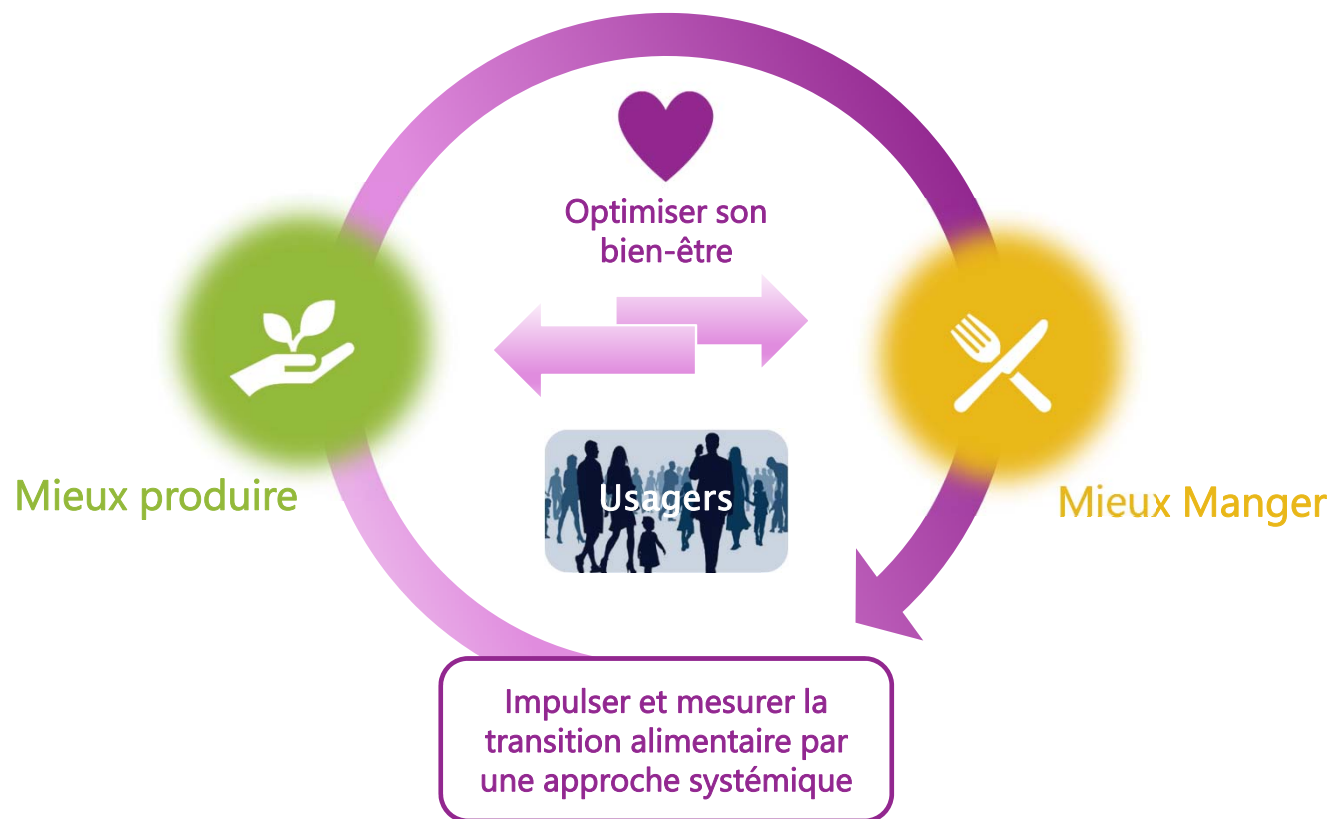 Optimiser son
bien-être
Mieux produire
Usagers
Mieux Manger
Impulser et mesurer la
transition alimentaire par
une approche systémique